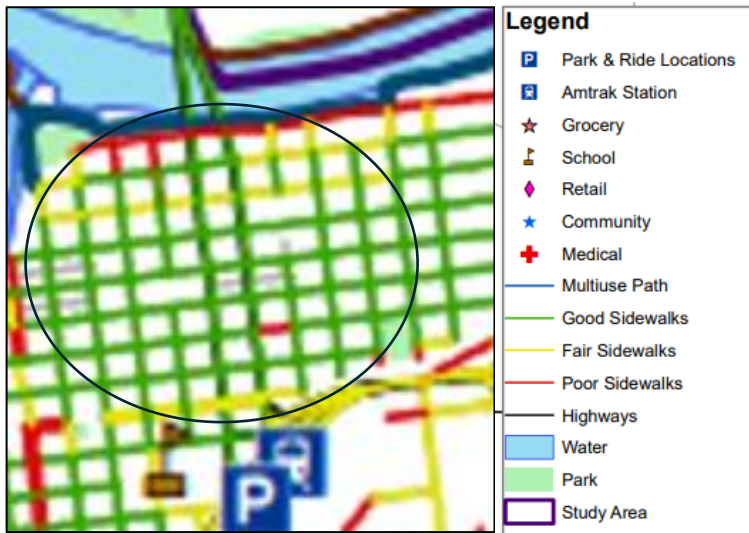 Legend
P Park & Ride Locations
Amtrak Station
Grocery
School
Retail
Community
Medical
Multiuse Path
Good Sidewalks
Fair Sidewalks
Poor Sidewalks
Highways
Water
Park
Study Area
P